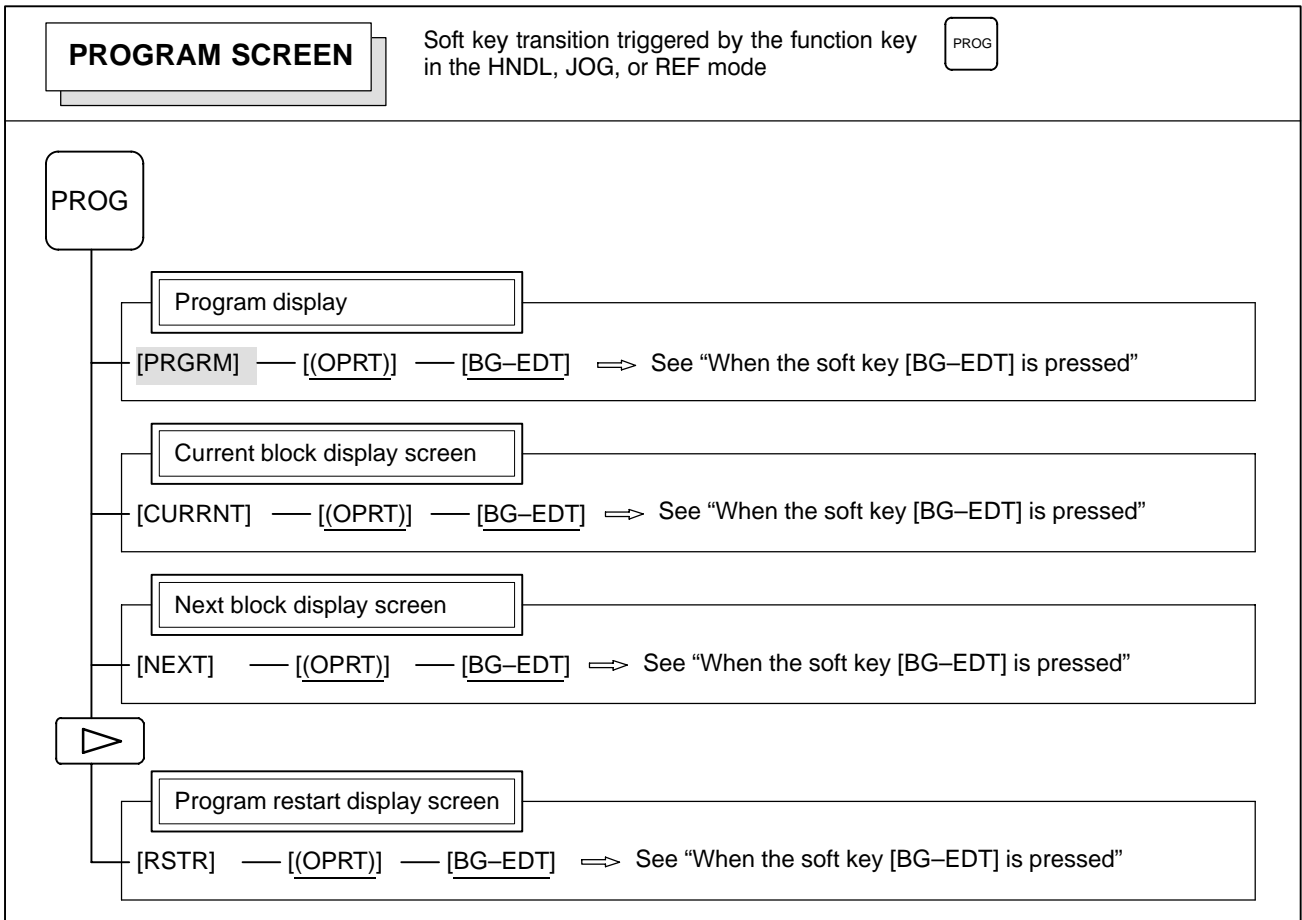 PROGRAM SCREEN
Soft key transition triggered by the function key PROG
in the HNDL, JOG, or REF mode
PROG
Program display
[PRGRM] [(OPRT)] [BG–EDT] See “When the soft key [BG–EDT] is pressed”
Current block display screen
[CURRNT] [(OPRT)] [BG–EDT] See “When the soft key [BG–EDT] is pressed”
Next block display screen
[NEXT] [(OPRT)] [BG–EDT] See “When the soft key [BG–EDT] is pressed”
Program restart display screen
[RSTR] [(OPRT)] [BG–EDT] See “When the soft key [BG–EDT] is pressed”